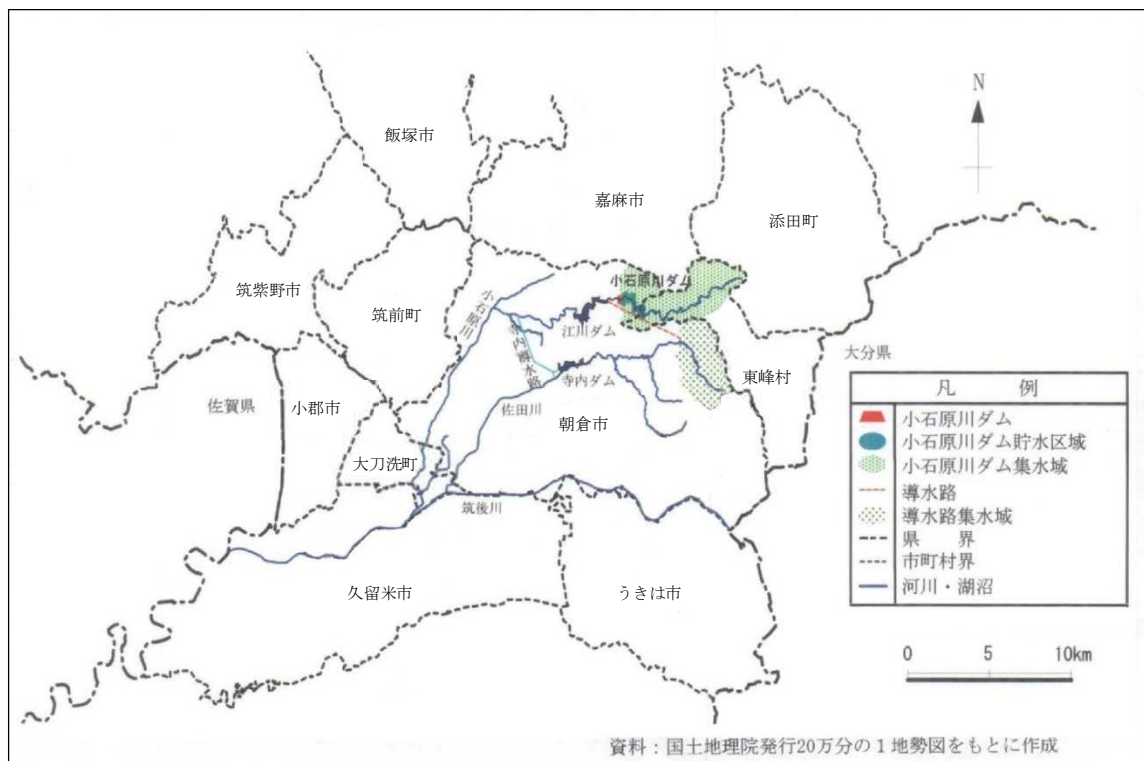 N
飯塚市
嘉麻市
添田町
筑紫野市
筑前町
小石原川ダム
小石原川
江川ダム
寺内導水路
大分県
東峰村
寺内ダム
佐賀県
小郡市
佐田川
朝倉市
大刀洗町
筑後川
久留米市
うきは市
凡 例
小石原川ダム
小石原川ダム貯水区域
小石原川ダム集水域
導水路
導水路集水域
県 界
市町村界
河川・湖沼
0 5 10km
資料：国土地理院発行20万分の1地勢図をもとに作成